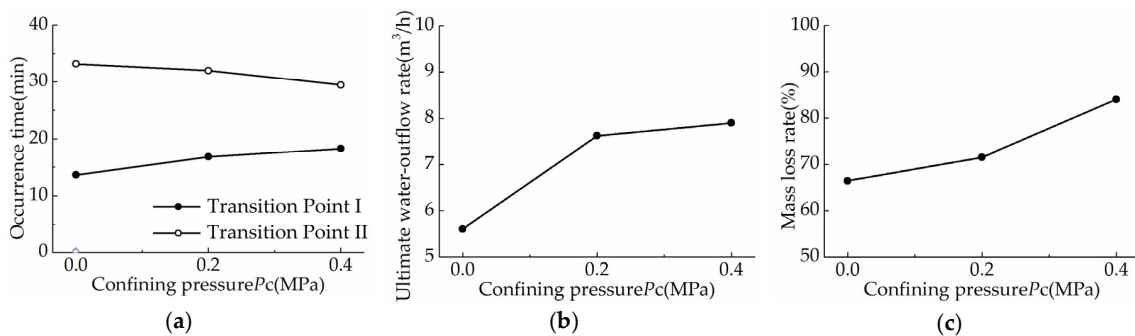 Occurrence time(min)
40
30
20
10
0
Transition Point I
Transition Point II
0.0 0.2 0.4
Confining pressurePc(MPa)
(a)
Ultimate water-outflow rate(m³/h)
10
9
8
7
6
5
0.0 0.2 0.4
Confining pressurePc(MPa)
(b)
Mass loss rate(%)
100
90
80
70
60
50
0.0 0.2 0.4
Confining pressurePc(MPa)
(c)